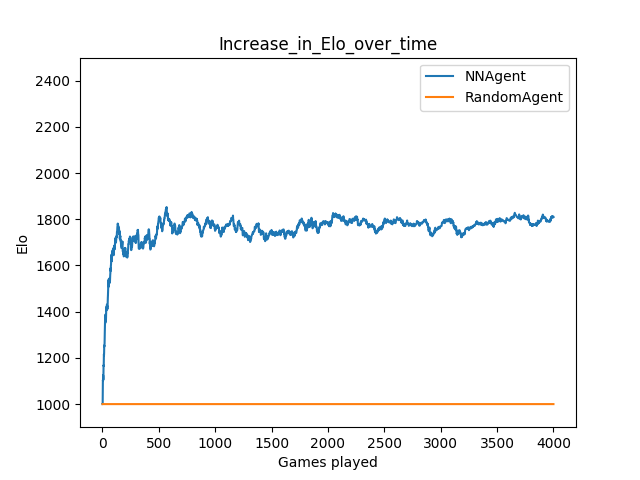 Increase_in_Elo_over_time
NNAgent
RandomAgent
2400
2200
2000
1800
1600
1400
1200
1000
Elo
0 500 1000 1500 2000 2500 3000 3500 4000
Games played